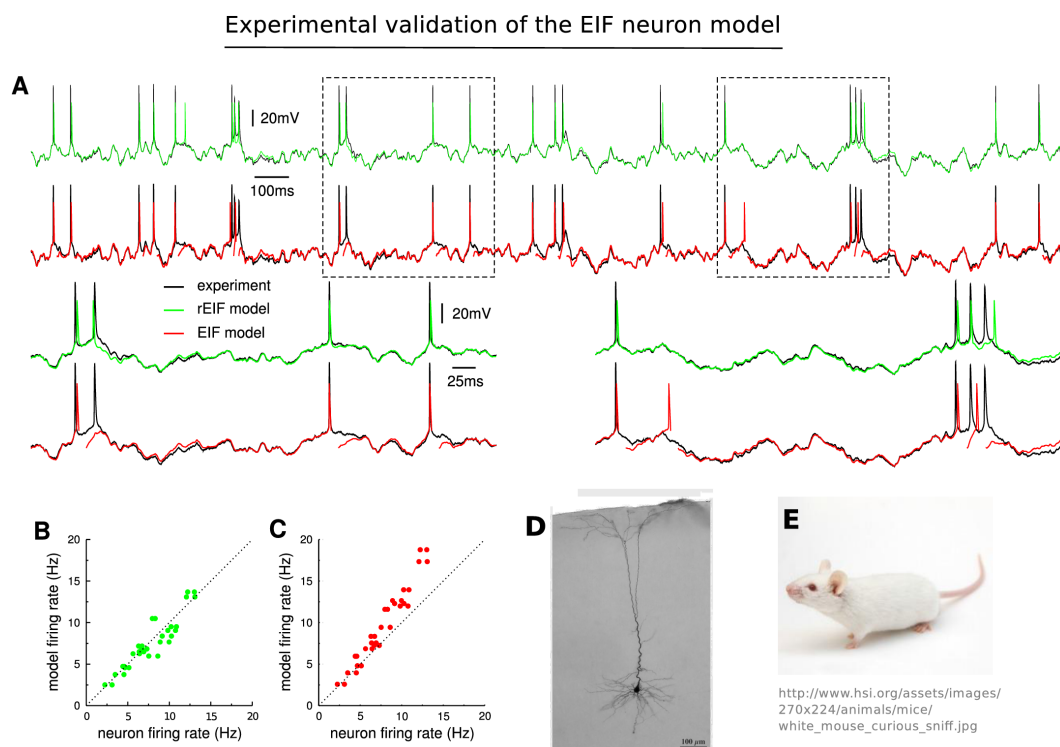 Experimental validation of the EIF neuron model
A
20mV
100ms
experiment
rEIF model
EIF model
20mV
25ms
B
model firing rate (Hz)
20
15
10
5
0
0
5
10
15
20
neuron firing rate (Hz)
C
model firing rate (Hz)
20
15
10
5
0
0
5
10
15
20
neuron firing rate (Hz)
D
100 µm
E
http://www.hsi.org/assets/images/
270x224/animals/mice/
white_mouse_curious_sniff.jpg